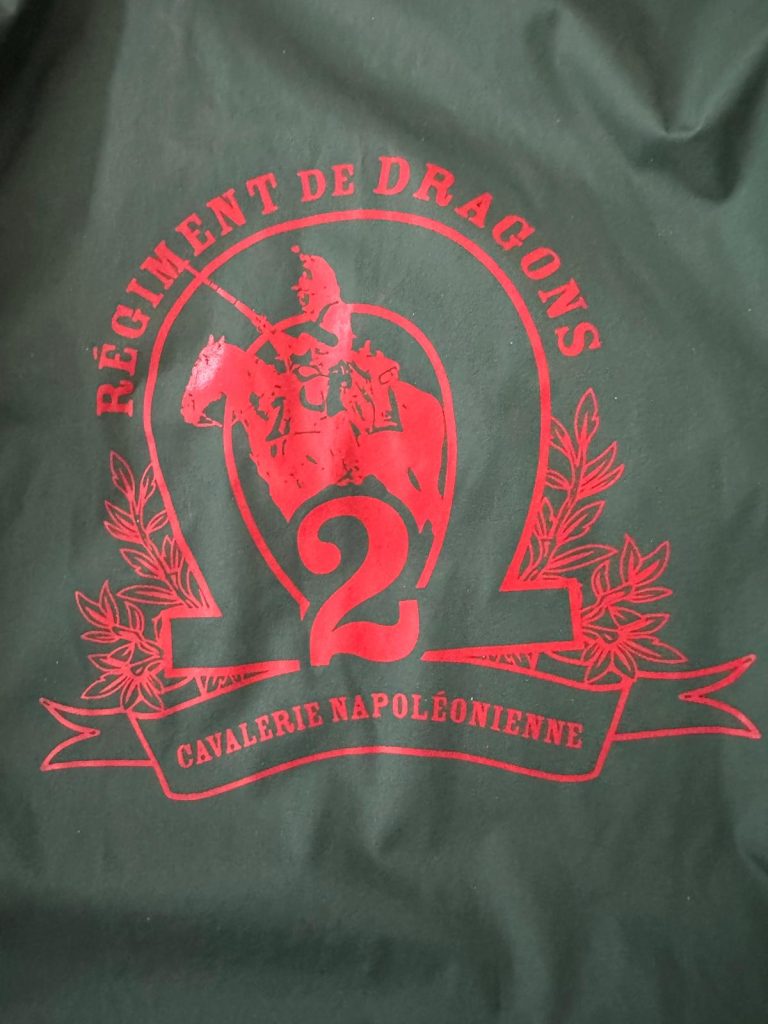 RÉGIMENT DE DRAGONS
2
CAVALERIE NAPOLÉONIENNE